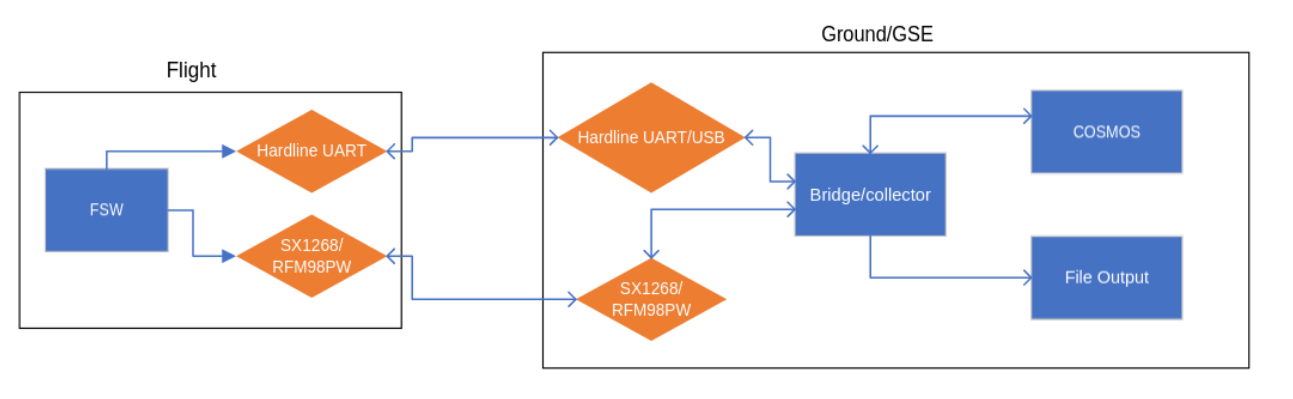 Flight
Hardline UART
FSW
SX1268/
RFM98PW
Ground/GSE
Hardline UART/USB
SX1268/
RFM98PW
Bridge/collector
COSMOS
File Output